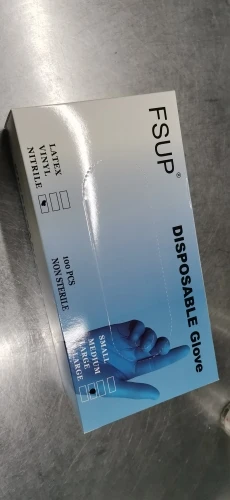 FSUP®
DISPOSABLE Glove
LATEX
VINYL
NITRILE
100 PCS
NON STERILE
SMALL
MEDIUM
LARGE
LARGE